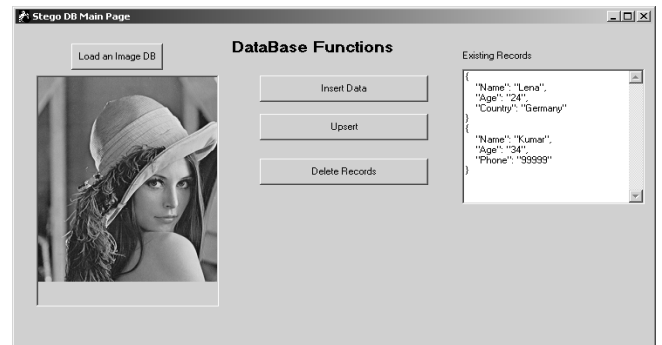 Stego DB Main Page
Load an Image DB
DataBase Functions
Insert Data
Upsert
Delete Records
Existing Records
{
"Name": "Lena",
"Age": "24",
"Country": "Germany"
}
{
"Name": "Kumar",
"Age": "34",
"Phone": "99999"
}